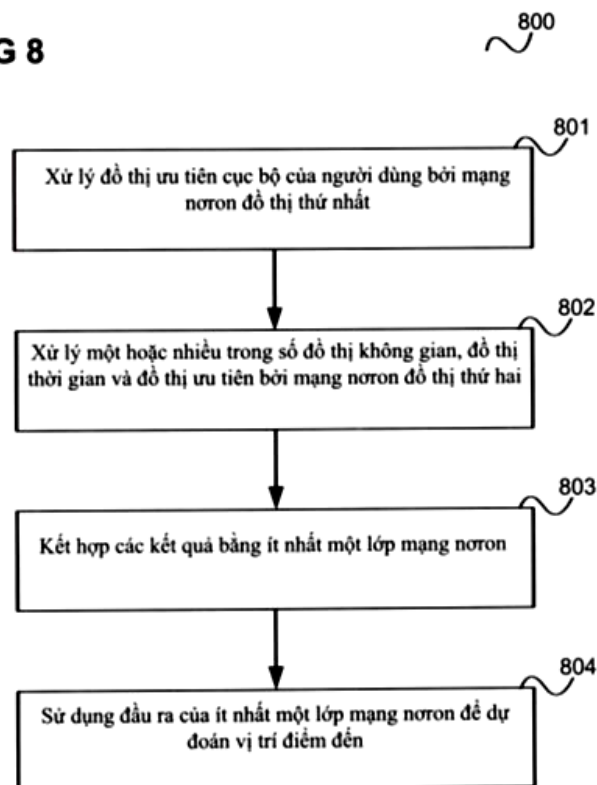 G 8
800
801
Xử lý đồ thị ưu tiên cục bộ của người dùng bởi mạng
nơron đồ thị thứ nhất
802
Xử lý một hoặc nhiều trong số đồ thị không gian, đồ thị
thời gian và đồ thị ưu tiên bởi mạng nơron đồ thị thứ hai
803
Kết hợp các kết quả bằng ít nhất một lớp mạng nơron
804
Sử dụng đầu ra của ít nhất một lớp mạng nơron để dự
đoán vị trí điểm đến